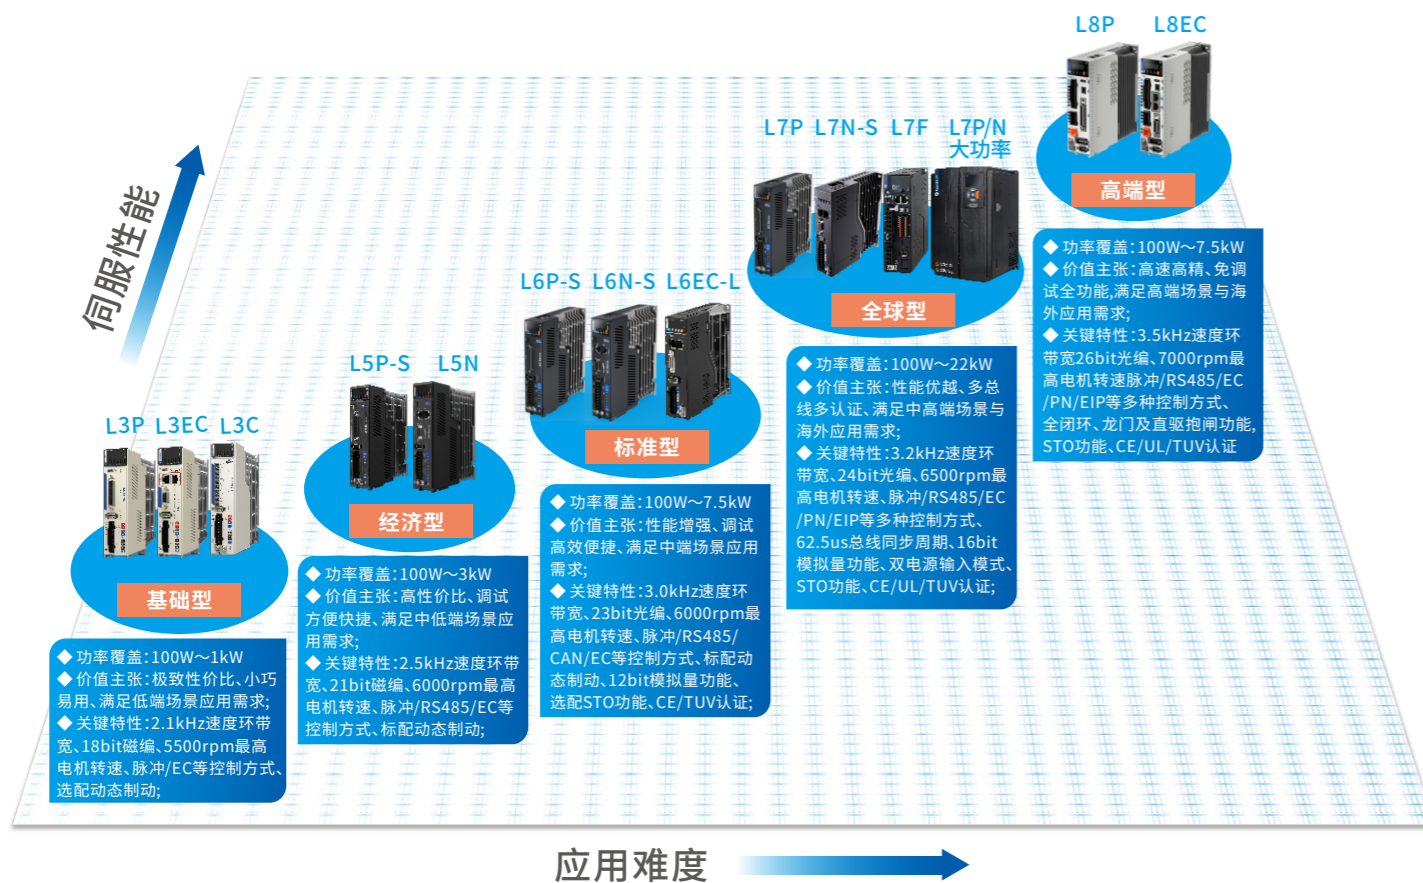 伺服性能
L3P L3EC L3C
基础型
◆ 功率覆盖:100W～1kW
◆ 价值主张:极致性价比、小巧
易用、满足低端场景应用需求;
◆ 关键特性:2.1kHz速度环带
宽、18bit磁编、5500rpm最高
电机转速、脉冲/EC等控制方式、
选配动态制动;
L5P-S L5N
经济型
◆ 功率覆盖:100W～3kW
◆ 价值主张:高性价比、调试
方便快捷、满足中低端场景应
用需求;
◆ 关键特性:2.5kHz速度环带
宽、21bit磁编、6000rpm最高
电机转速、脉冲/RS485/EC等
控制方式、标配动态制动;
L6P-S L6N-S L6EC-L
标准型
◆ 功率覆盖:100W～7.5kW
◆ 价值主张:性能增强、调试
高效便捷、满足中端场景应用
需求;
◆ 关键特性:3.0kHz速度环
带宽、23bit光编、6000rpm最
高电机转速、脉冲/RS485/
CAN/EC等控制方式、标配动
态制动、12bit模拟量功能、
选配STO功能、CE/TUV认证;
L7P L7N-S L7F L7P/N
大功率
全球型
◆ 功率覆盖:100W～22kW
◆ 价值主张:性能优越、多总
线多认证、满足中高端场景与
海外应用需求;
◆ 关键特性:3.2kHz速度环
带宽、24bit光编、6500rpm最
高电机转速、脉冲/RS485/EC
/PN/EIP等多种控制方式、
62.5us总线同步周期、16bit
模拟量功能、双电源输入模式、
STO功能、CE/UL/TUV认证;
L8P L8EC
高端型
◆ 功率覆盖:100W～7.5kW
◆ 价值主张:高速高精、免调
试全功能,满足高端场景与海
外应用需求;
◆ 关键特性:3.5kHz速度环
带宽26bit光编、7000rpm最
高电机转速脉冲/RS485/EC
/PN/EIP等多种控制方式、
全闭环、龙门及直驱抱闸功能,
STO功能、CE/UL/TUV认证
应用难度